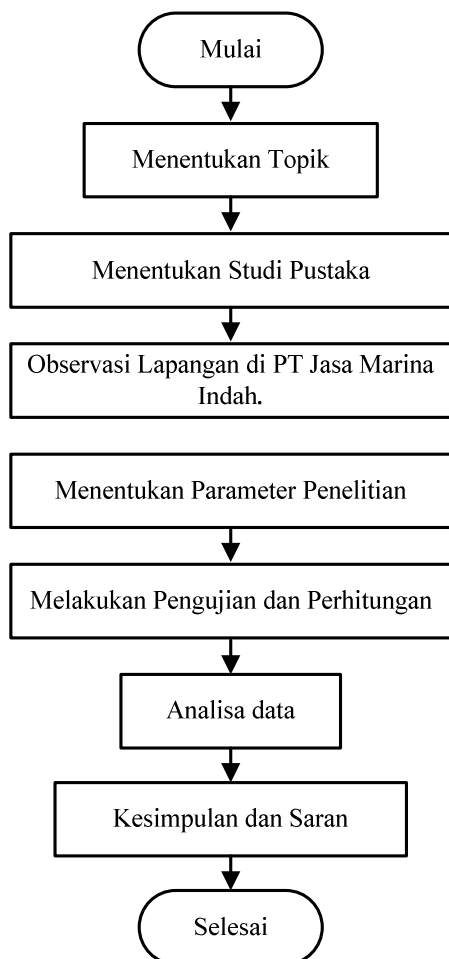 Mulai
Menentukan Topik
Menentukan Studi Pustaka
Observasi Lapangan di PT Jasa Marina
Indah.
Menentukan Parameter Penelitian
Melakukan Pengujian dan Perhitungan
Analisa data
Kesimpulan dan Saran
Selesai